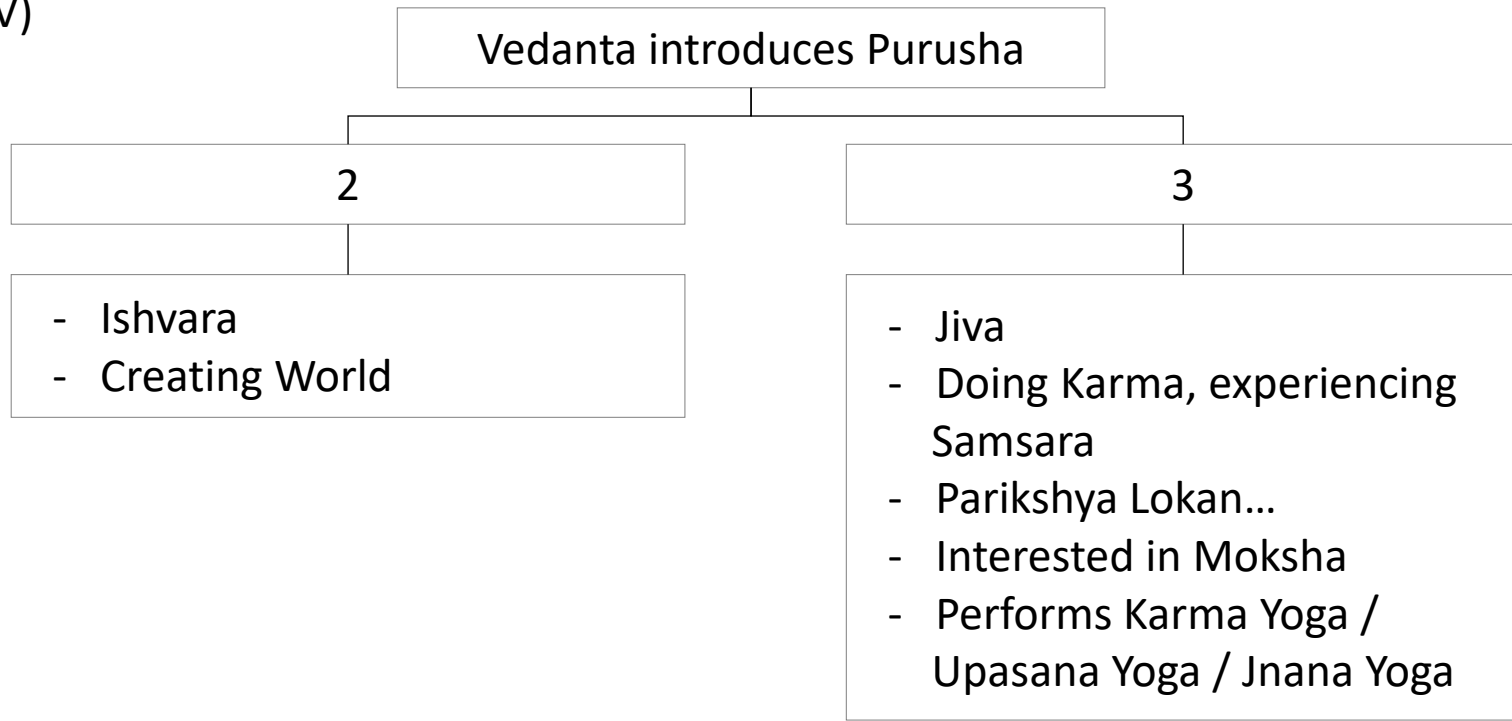 V)
Vedanta introduces Purusha
2
3
- Ishvara
- Creating World
- Jiva
- Doing Karma, experiencing
Samsara
- Parikshya Lokan...
- Interested in Moksha
- Performs Karma Yoga /
Upasana Yoga / Jnana Yoga